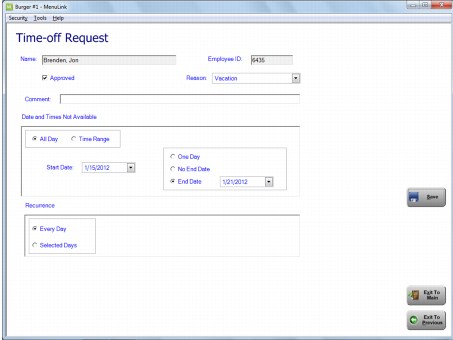 Burger #1 - MenuLink
Security Tools Help
Time-off Request
Name: Brenden, Jon Employee ID: 6435
Approved Reason: Vacation
Comment:
Date and Times Not Available
All Day Time Range
One Day
Start Date: 1/15/2012 No End Date
End Date 1/21/2012
Save
Recurrence
Every Day
Selected Days
Exit To Main
Exit To Previous